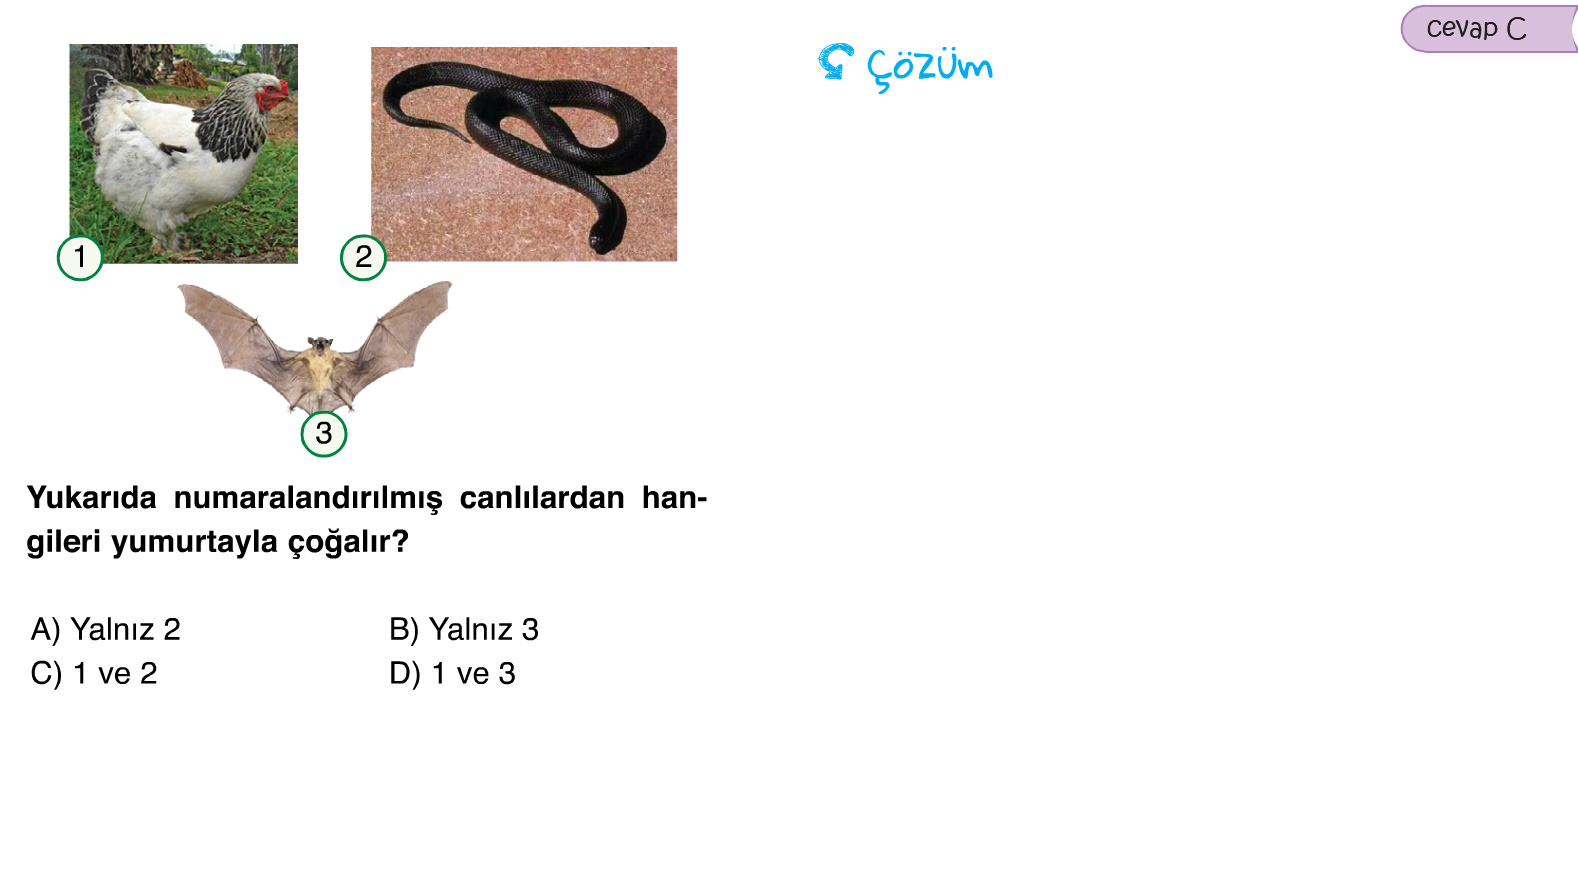 1
2
3
Yukarıda numaralandırılmış canlılardan han-
gileri yumurtayla çoğalır?
A) Yalnız 2
B) Yalnız 3
C) 1 ve 2
D) 1 ve 3
Çözüm
cevap C